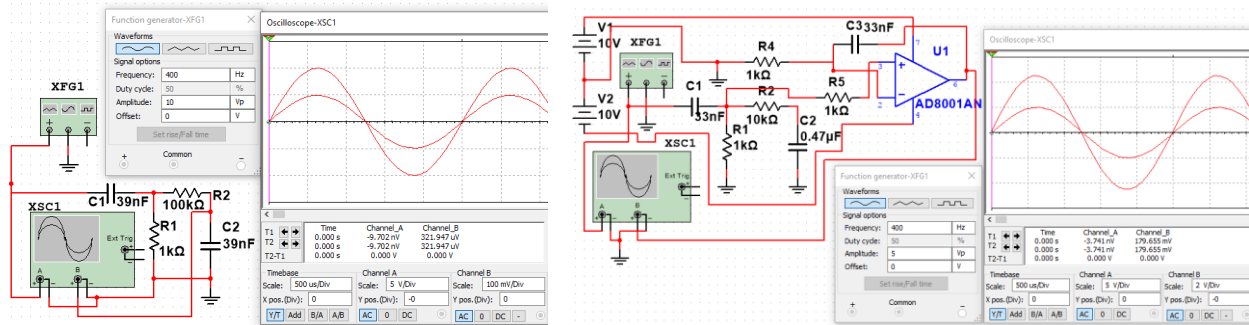 Function generator-XFG1
Waveforms
Signal options
Frequency: 400 Hz
Duty cycle: 50 %
Amplitude: 10 Vp
Offset: 0 V
Set rise/Fall time
+ Common -
Oscilloscope-XSC1
T1
T2
T2-T1
Time Channel_A Channel_B
0.000 s -9.702 nV 321.947 uV
0.000 s -9.702 nV 321.947 uV
0.000 s 0.000 V 0.000 V
Timebase
Scale: 500 us/Div
X pos.(Div): 0
Y/T Add B/A A/B
Channel A
Scale: 5 V/Div
Y pos.(Div): -0
AC 0 DC
Channel B
Scale: 100 mV/Div
Y pos.(Div): 0
AC 0 DC -
XFG1
C1 39nF
R2
100kΩ
R1
1kΩ
C2
39nF
XSC1
Ext Trig
A B
V1
10V
V2
10V
XFG1
C3 33nF
R4
1kΩ
U1
7
3
2
6
4
AD8001AN
R5
1kΩ
C1
33nF
R2
10kΩ
R1
1kΩ
C2
0.47µF
XSC1
Ext Trig
A B
Function generator-XFG1
Waveforms
Signal options
Frequency: 400 Hz
Duty cycle: 50 %
Amplitude: 5 Vp
Offset: 0 V
Set rise/Fall time
+ Common -
Oscilloscope-XSC1
T1
T2
T2-T1
Time Channel_A Channel_B
0.000 s -3.741 nV 179.655 mV
0.000 s -3.741 nV 179.655 mV
0.000 s 0.000 V 0.000 V
Timebase
Scale: 500 us/Div
X pos.(Div): 0
Y/T Add B/A A/B
Channel A
Scale: 5 V/Div
Y pos.(Div): -0
AC 0 DC
Channel B
Scale: 2 V/Div
Y pos.(Div): 0
AC 0 DC -